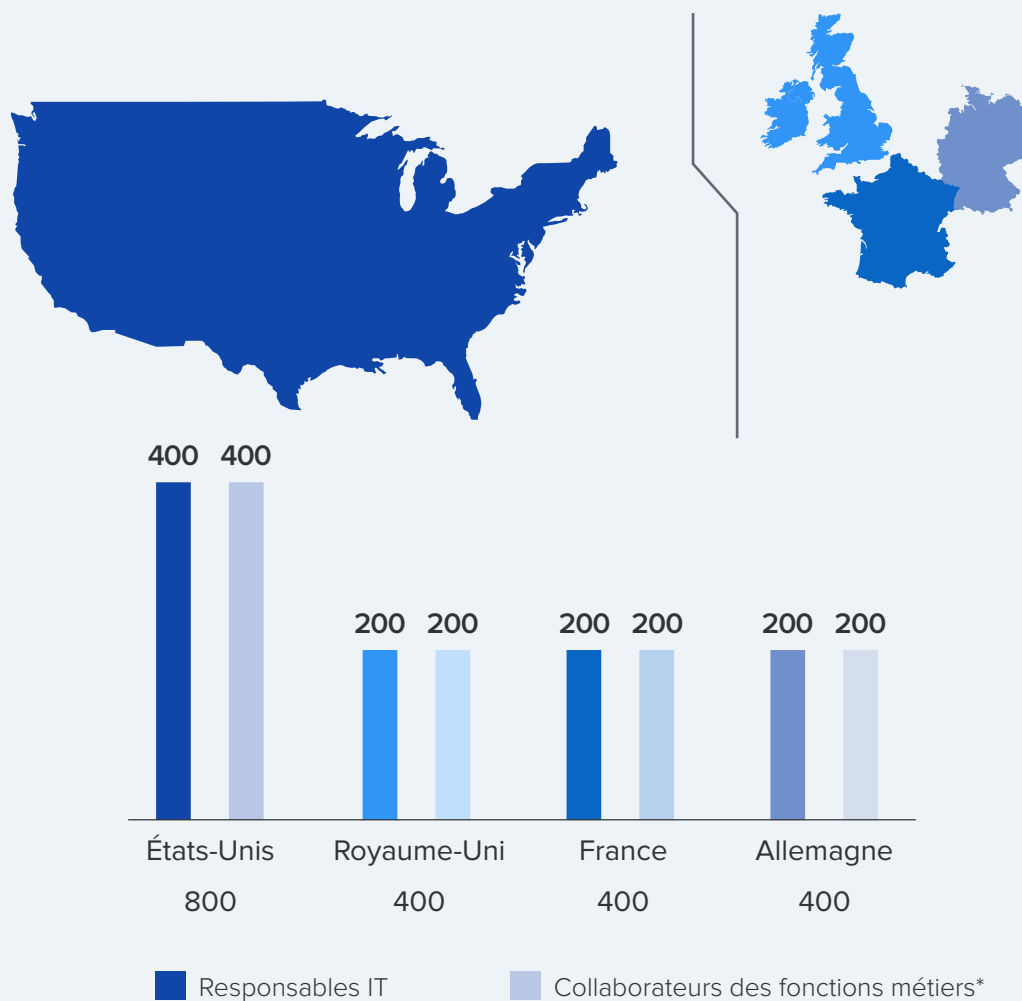 400 400
200 200 200 200 200 200
États-Unis Royaume-Uni France Allemagne
800 400 400 400
Responsables IT Collaborateurs des fonctions métiers*